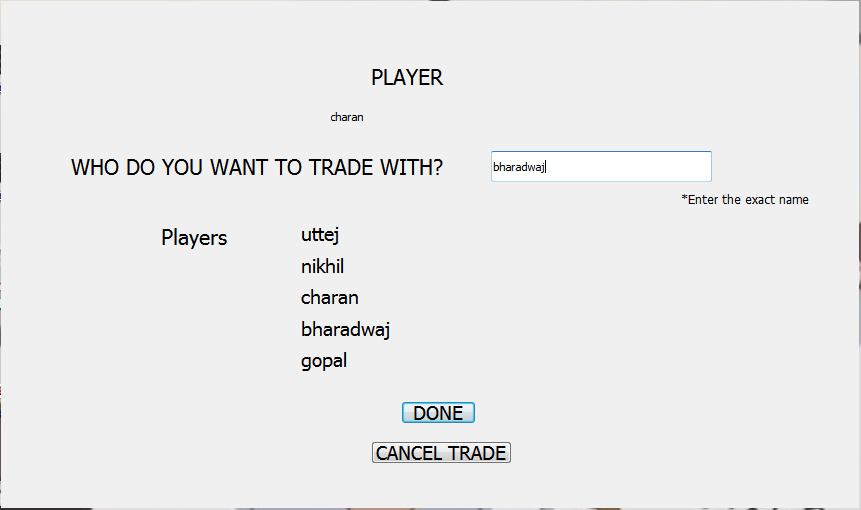 PLAYER
charan
WHO DO YOU WANT TO TRADE WITH? bharadwaj
*Enter the exact name
Players
uttej
nikhil
charan
bharadwaj
gopal
DONE
CANCEL TRADE